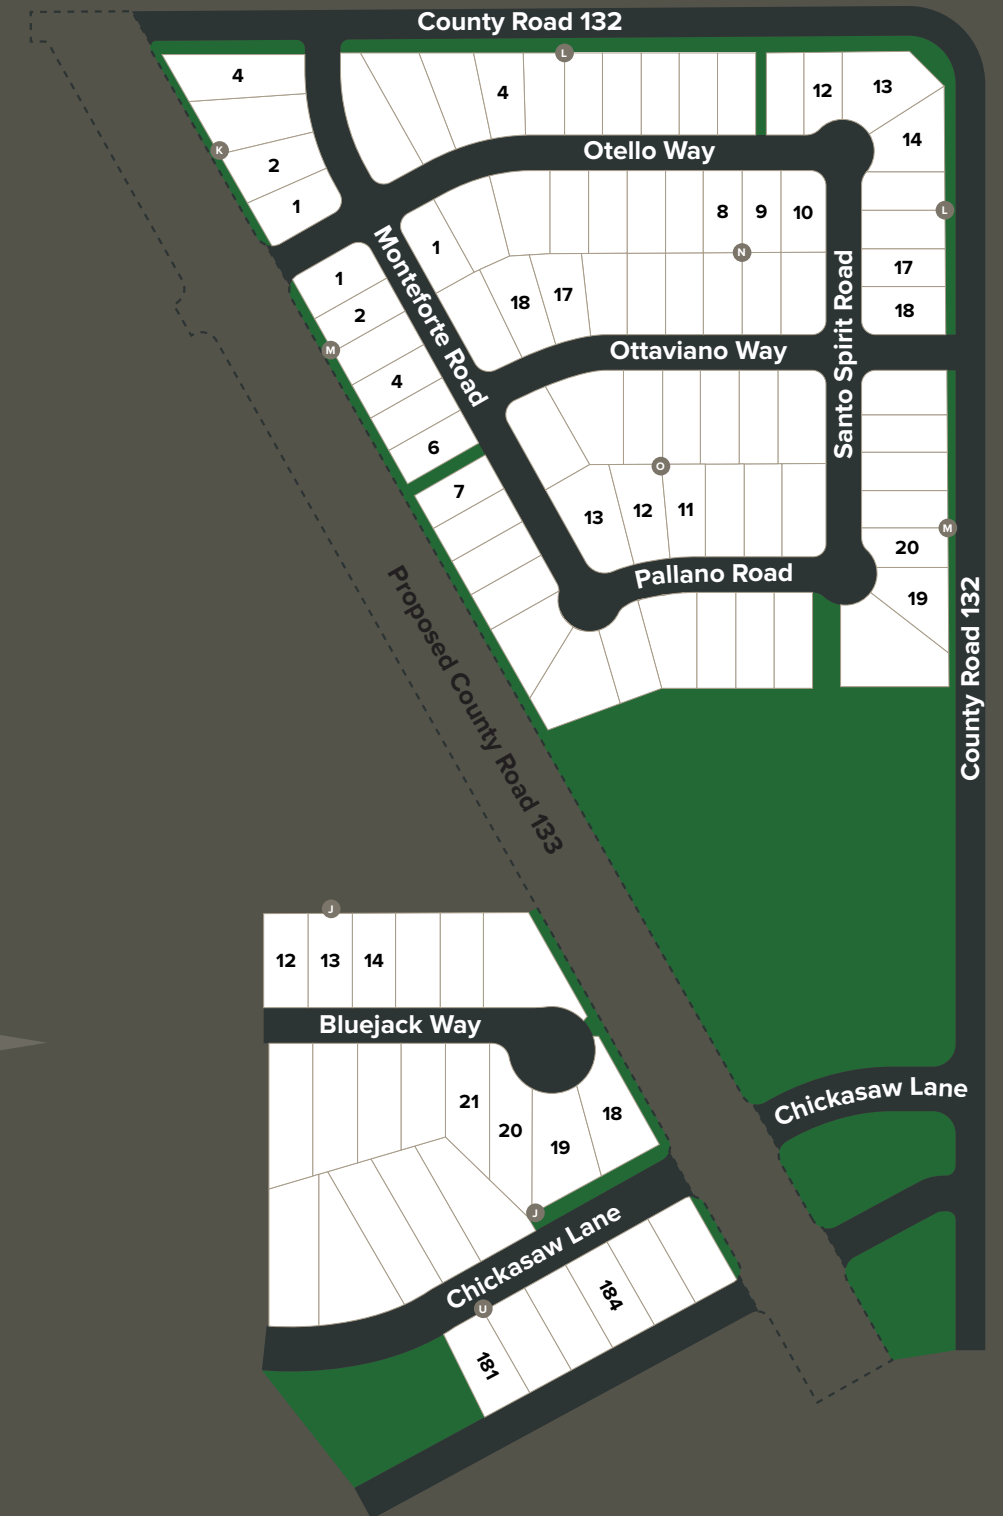 County Road 132
4
K
2
1
L
4
12
13
14
Otello Way
L
1
8
9
10
N
18
17
17
18
Monteforte Road
Santo Spirit Road
1
2
M
4
6
7
Ottaviano Way
O
13
12
11
M
20
19
Pallano Road
County Road 132
Proposed County Road 133
J
12
13
14
Bluejack Way
21
20
19
18
J
Chickasaw Lane
Chickasaw Lane
U
184
181